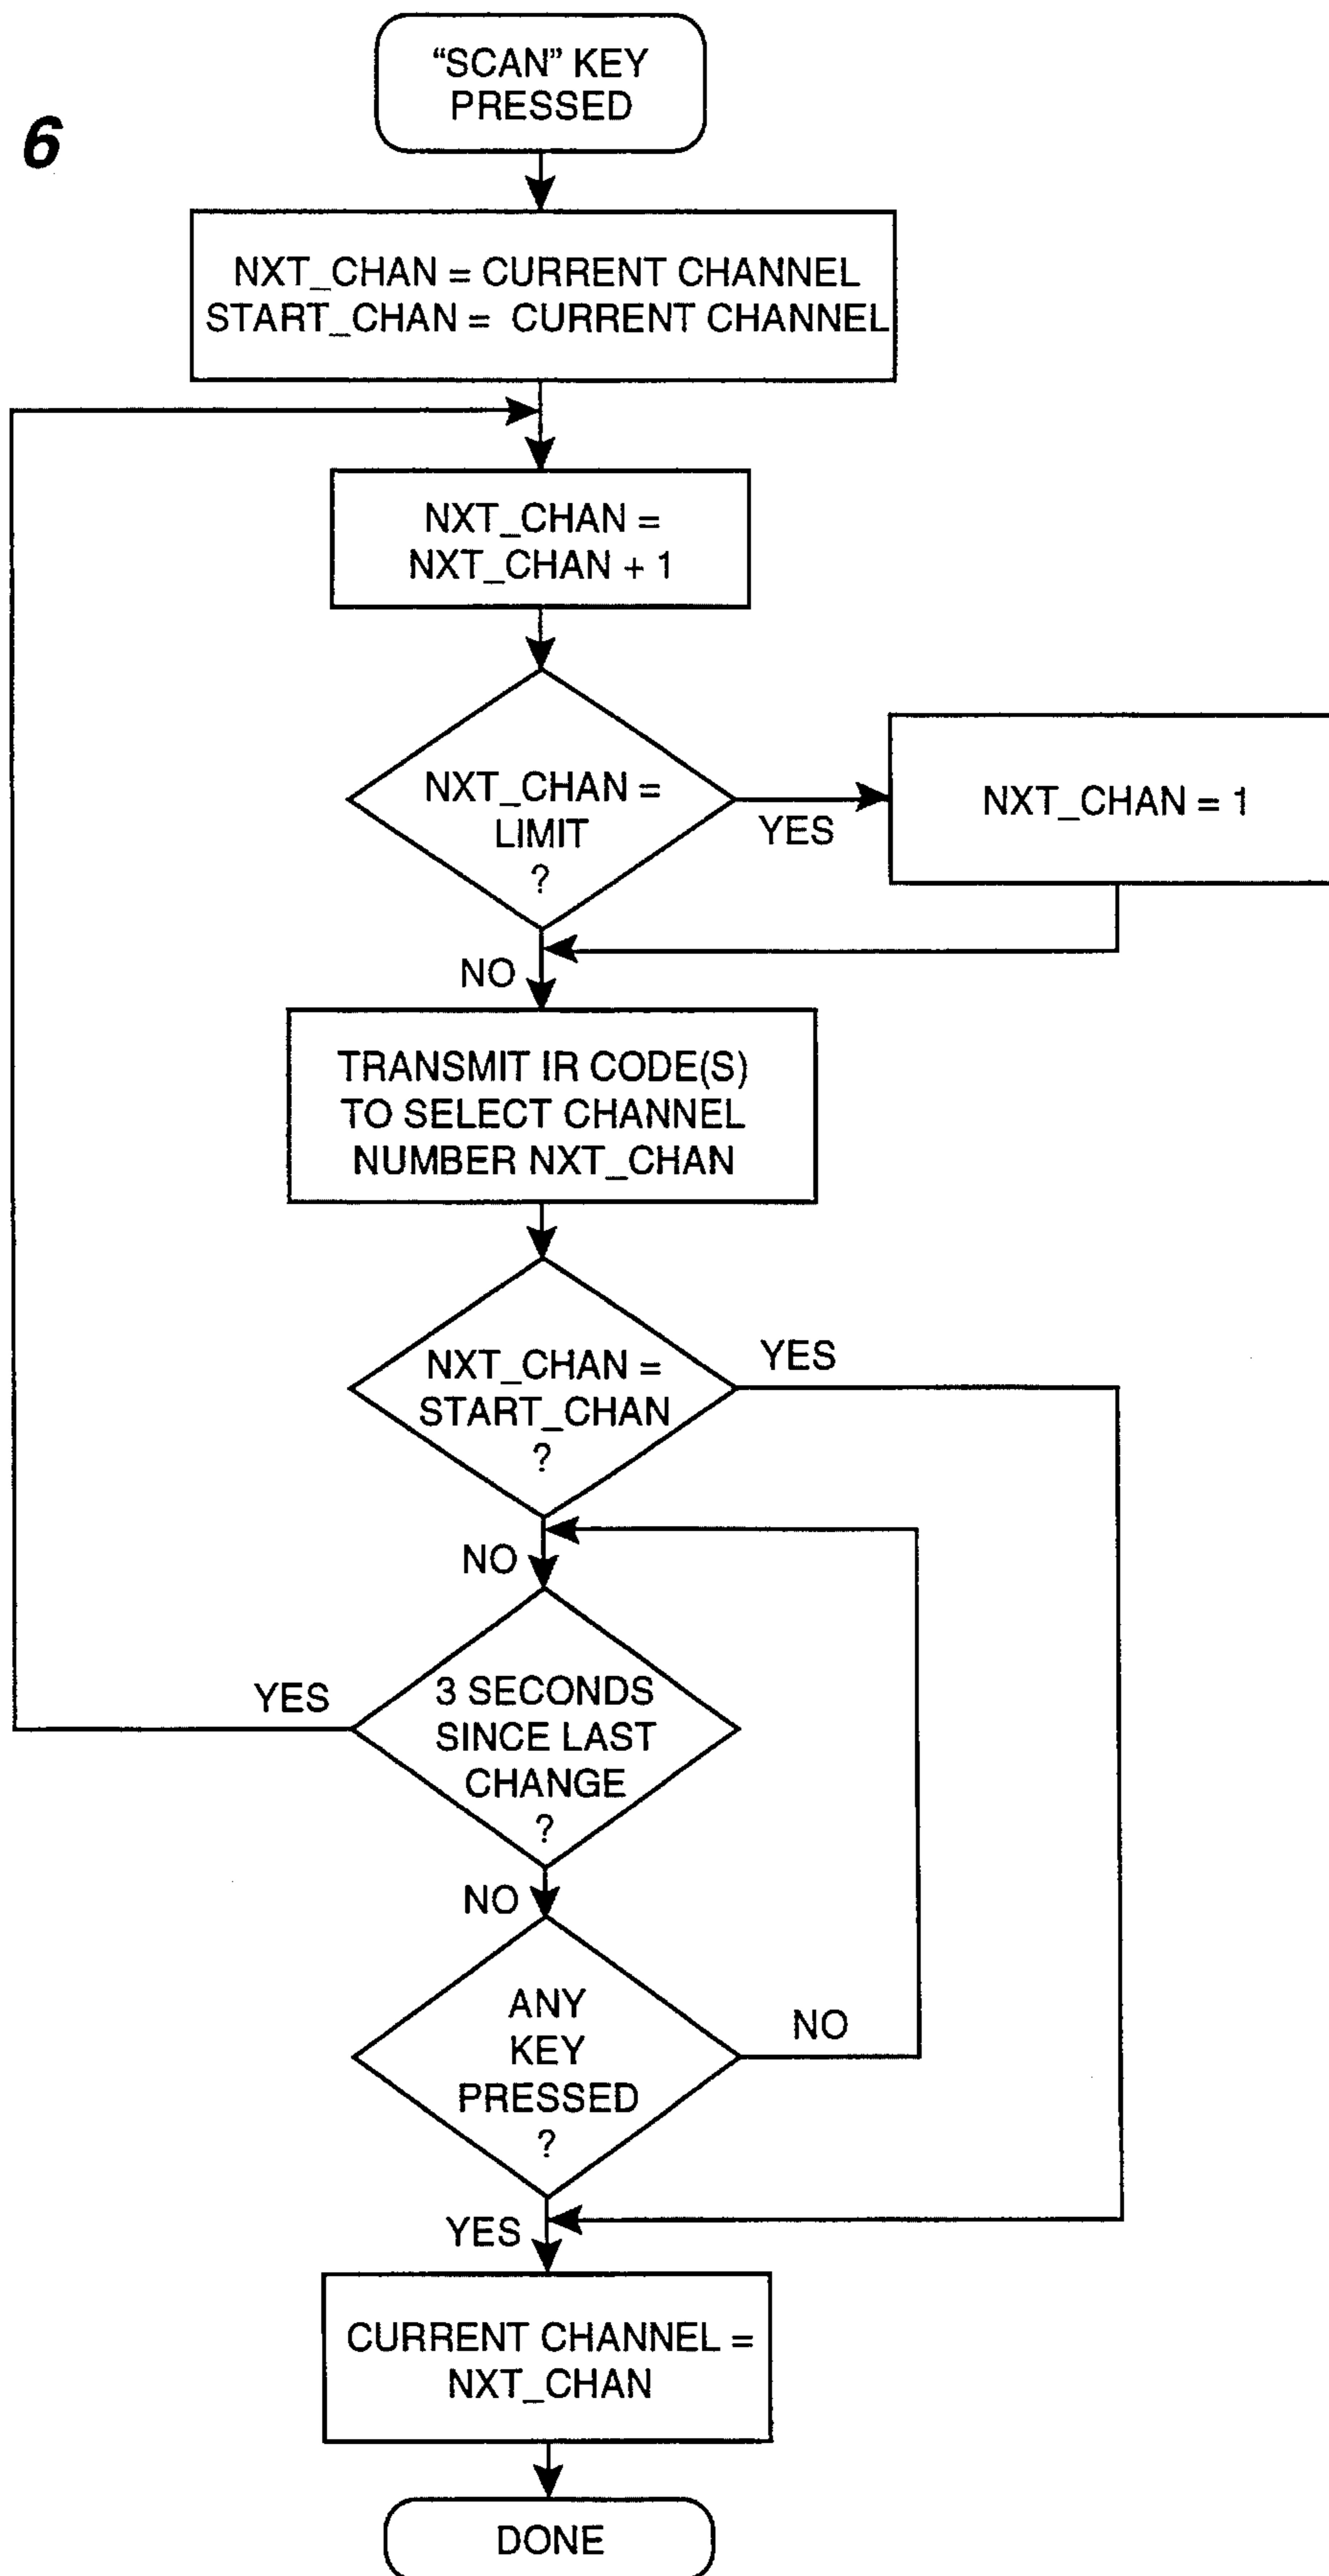 6
“SCAN” KEY
PRESSED
NXT_CHAN = CURRENT CHANNEL
START_CHAN = CURRENT CHANNEL
NXT_CHAN =
NXT_CHAN + 1
NXT_CHAN =
LIMIT
?
YES
NXT_CHAN = 1
NO
TRANSMIT IR CODE(S)
TO SELECT CHANNEL
NUMBER NXT_CHAN
NXT_CHAN =
START_CHAN
?
YES
NO
3 SECONDS
SINCE LAST
CHANGE
?
YES
NO
ANY
KEY
PRESSED
?
NO
YES
CURRENT CHANNEL =
NXT_CHAN
DONE